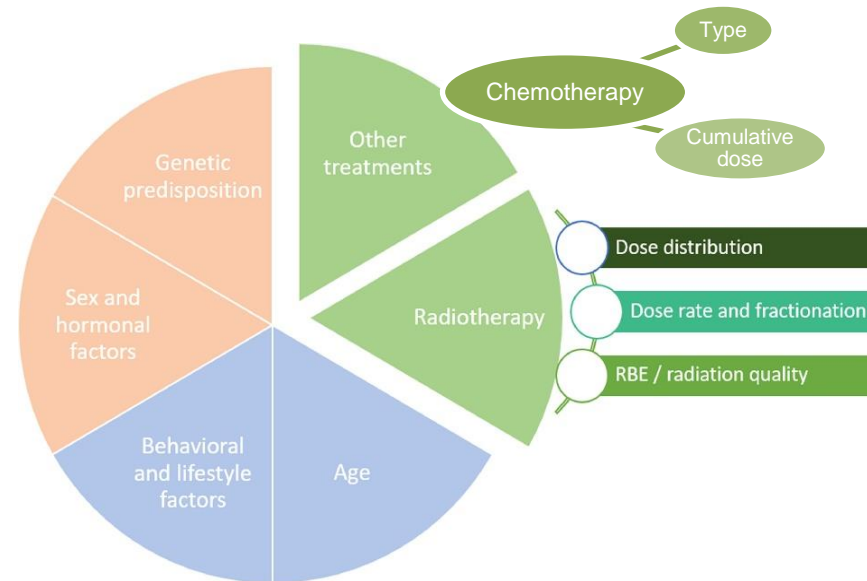 Type
Chemotherapy
Cumulative
dose
Other
treatments
Genetic
predisposition
Dose distribution
Sex and
hormonal
factors
Radiotherapy
Dose rate and fractionation
RBE / radiation quality
Behavioral
and lifestyle
factors
Age